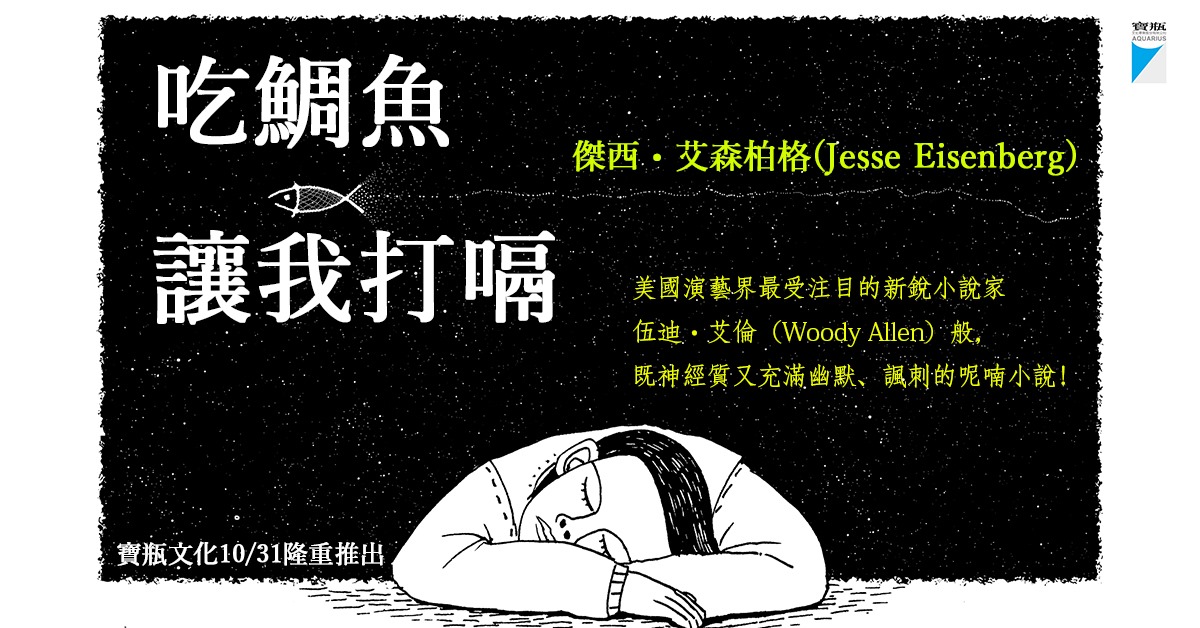 吃鯛魚
讓我打嗝
傑西・艾森柏格(Jesse Eisenberg)
美國演藝界最受注目的新銳小說家
伍迪・艾倫（Woody Allen）般，
既神經質又充滿幽默、諷刺的呢喃小說！
寶瓶文化10/31隆重推出
寶瓶
AQUARIUS